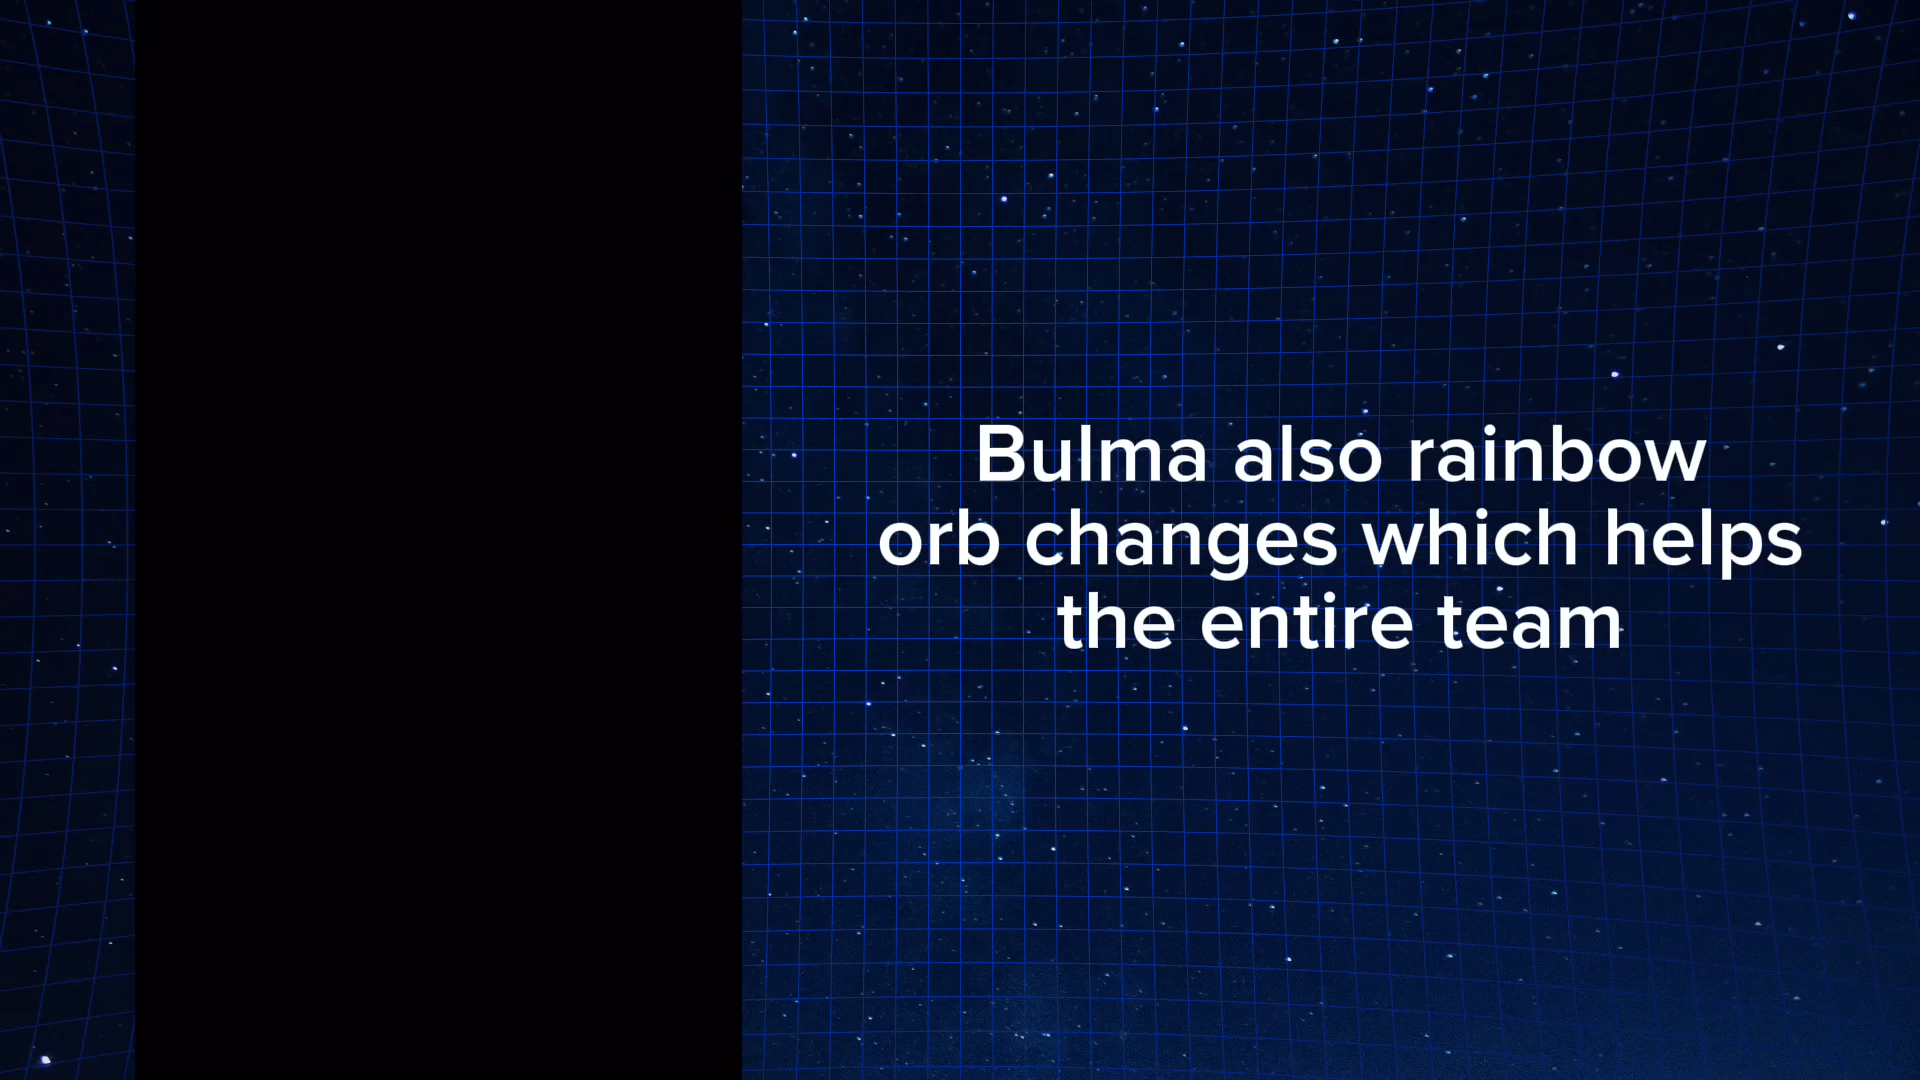 Bulma also rainbow
orb changes which helps
the entire team